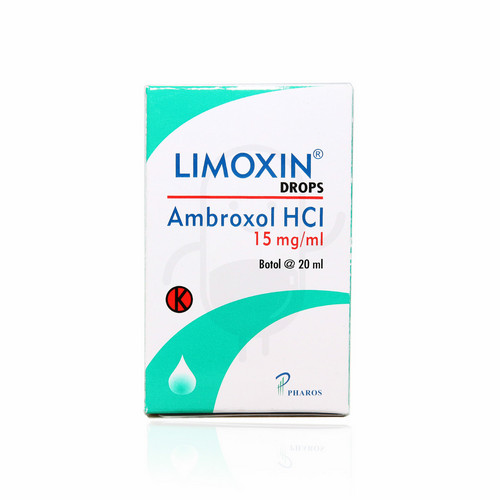 LIMOXIN®
DROPS
Ambroxol HCl
15 mg/ml
Botol @ 20 ml
K
PHAROS